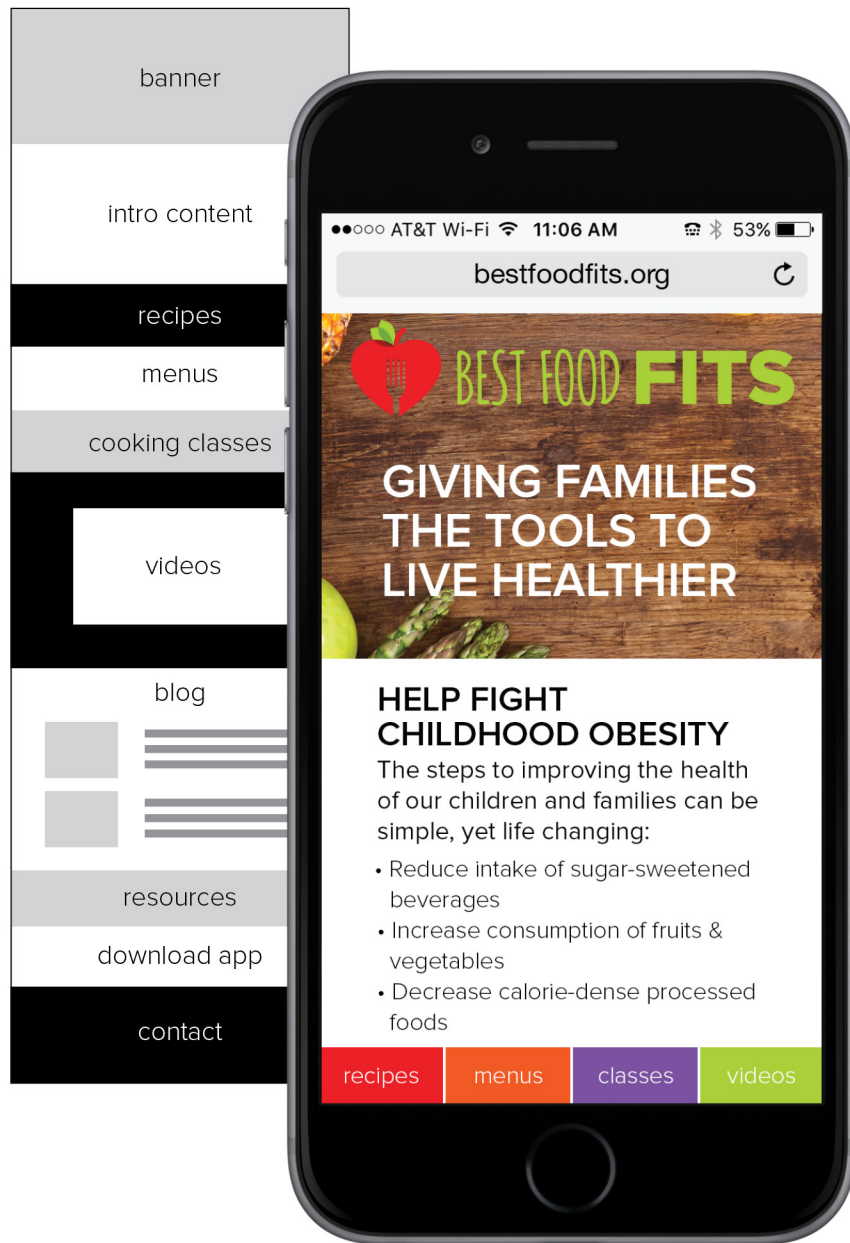 banner
intro content
recipes
menus
cooking classes
videos
blog
resources
download app
contact
AT&T Wi-Fi 11:06 AM 53%
bestfoodfits.org
BEST FOOD FITS
GIVING FAMILIES
THE TOOLS TO
LIVE HEALTHIER
HELP FIGHT
CHILDHOOD OBESITY
The steps to improving the health
of our children and families can be
simple, yet life changing:
• Reduce intake of sugar-sweetened
beverages
• Increase consumption of fruits &
vegetables
• Decrease calorie-dense processed
foods
recipes menus classes videos